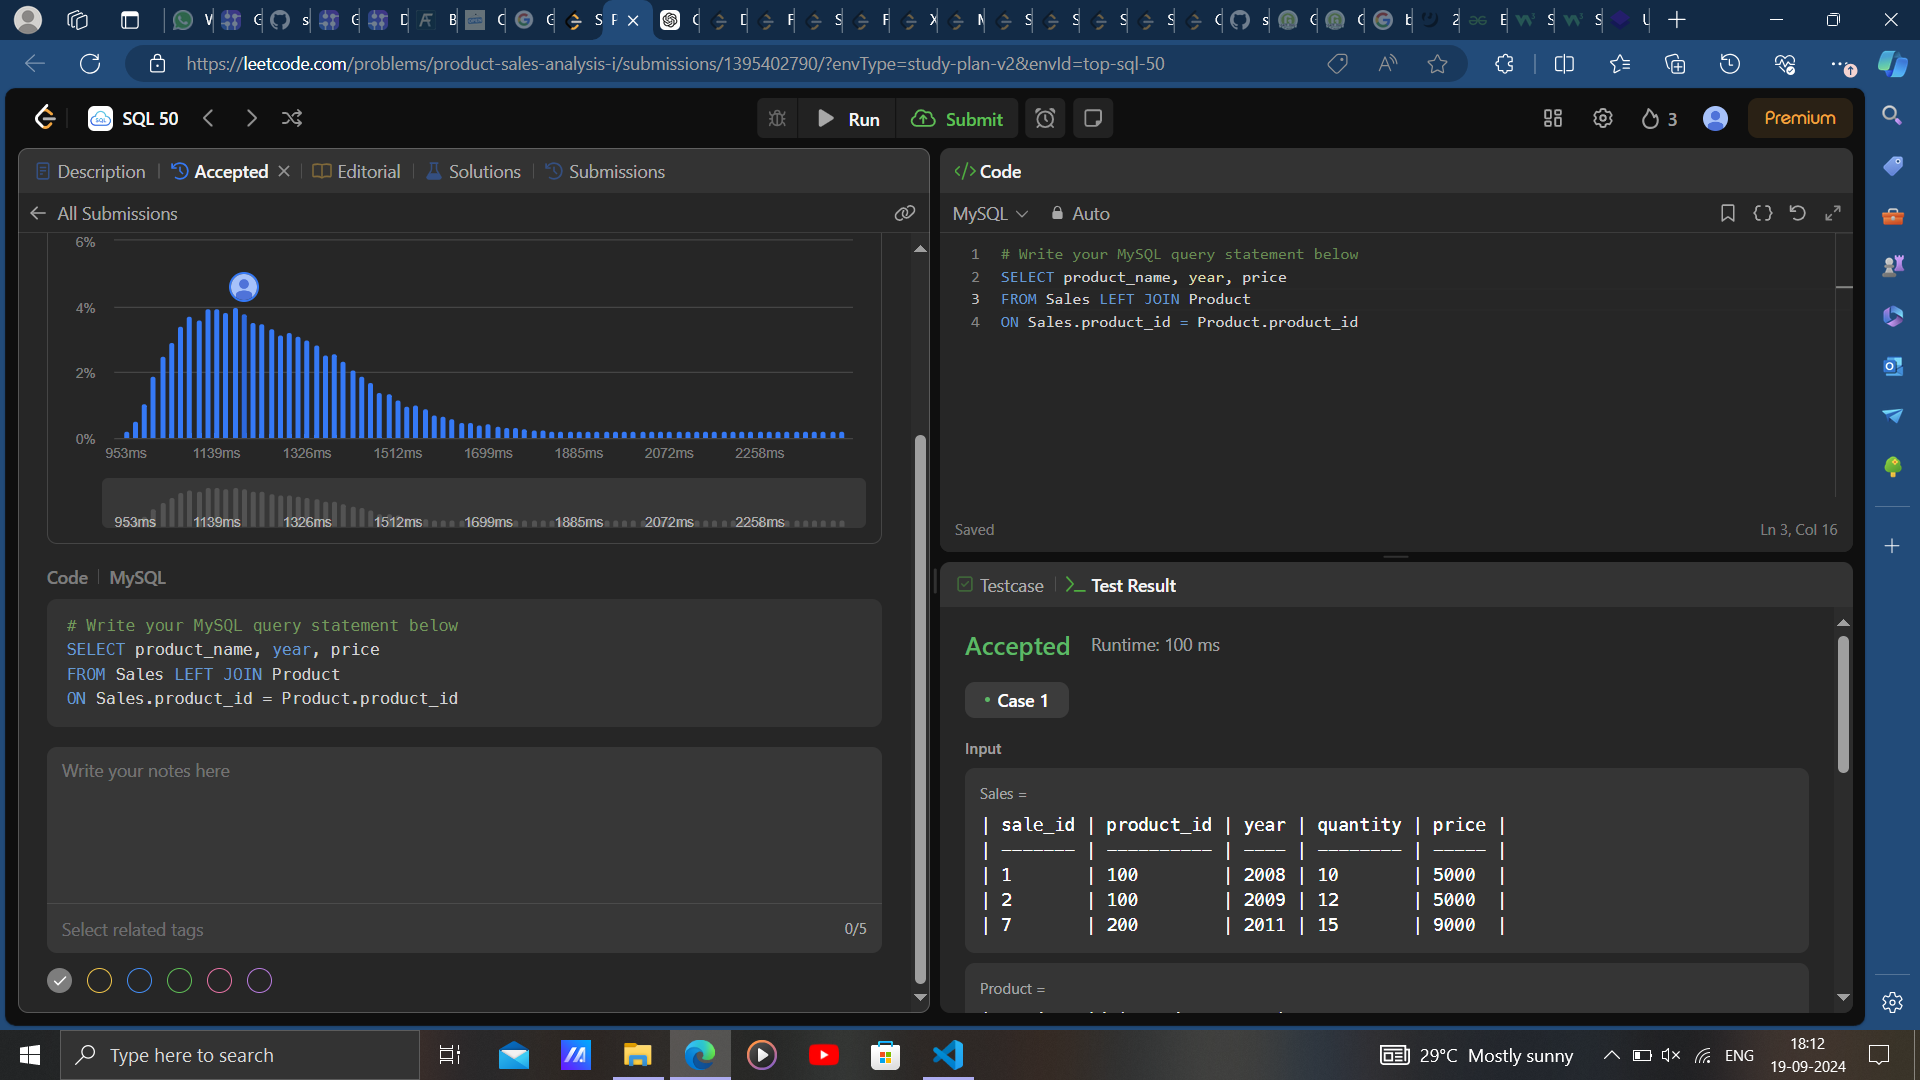 https://leetcode.com/problems/product-sales-analysis-i/submissions/1395402790/?envType=study-plan-v2&envId=top-sql-50
SQL 50
Run
Submit
3
Premium
Description
Accepted
Editorial
Solutions
Submissions
All Submissions
6%
4%
2%
0%
953ms 1139ms 1326ms 1512ms 1699ms 1885ms 2072ms 2258ms
953ms 1139ms 1326ms 1512ms 1699ms 1885ms 2072ms 2258ms
Code | MySQL
# Write your MySQL query statement below
SELECT product_name, year, price
FROM Sales LEFT JOIN Product
ON Sales.product_id = Product.product_id
Write your notes here
Select related tags
0/5
</> Code
MySQL
Auto
1 # Write your MySQL query statement below
2 SELECT product_name, year, price
3 FROM Sales LEFT JOIN Product
4 ON Sales.product_id = Product.product_id
Saved
Ln 3, Col 16
Testcase
Test Result
Accepted
Runtime: 100 ms
Case 1
Input
Sales =
| sale_id | product_id | year | quantity | price |
| ------- | ---------- | ---- | -------- | ----- |
| 1 | 100 | 2008 | 10 | 5000 |
| 2 | 100 | 2009 | 12 | 5000 |
| 7 | 200 | 2011 | 15 | 9000 |
Product =
Type here to search
29°C Mostly sunny
ENG
18:12
19-09-2024